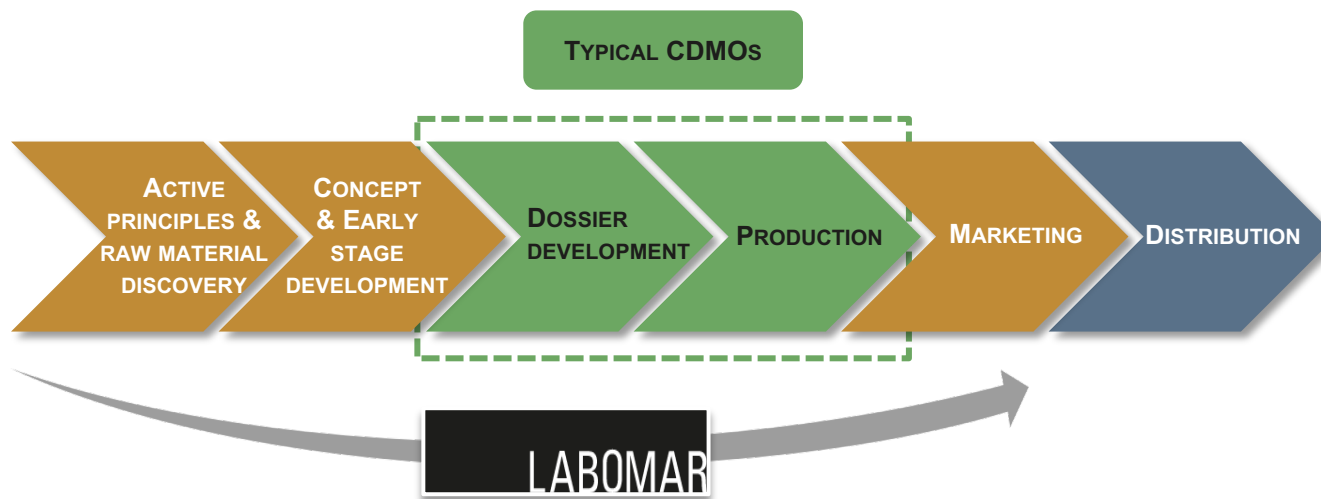 TYPICAL CDMOS
ACTIVE
PRINCIPLES &
RAW MATERIAL
DISCOVERY
CONCEPT
& EARLY
STAGE
DEVELOPMENT
DOSSIER
DEVELOPMENT
PRODUCTION
MARKETING
DISTRIBUTION
LABOMAR